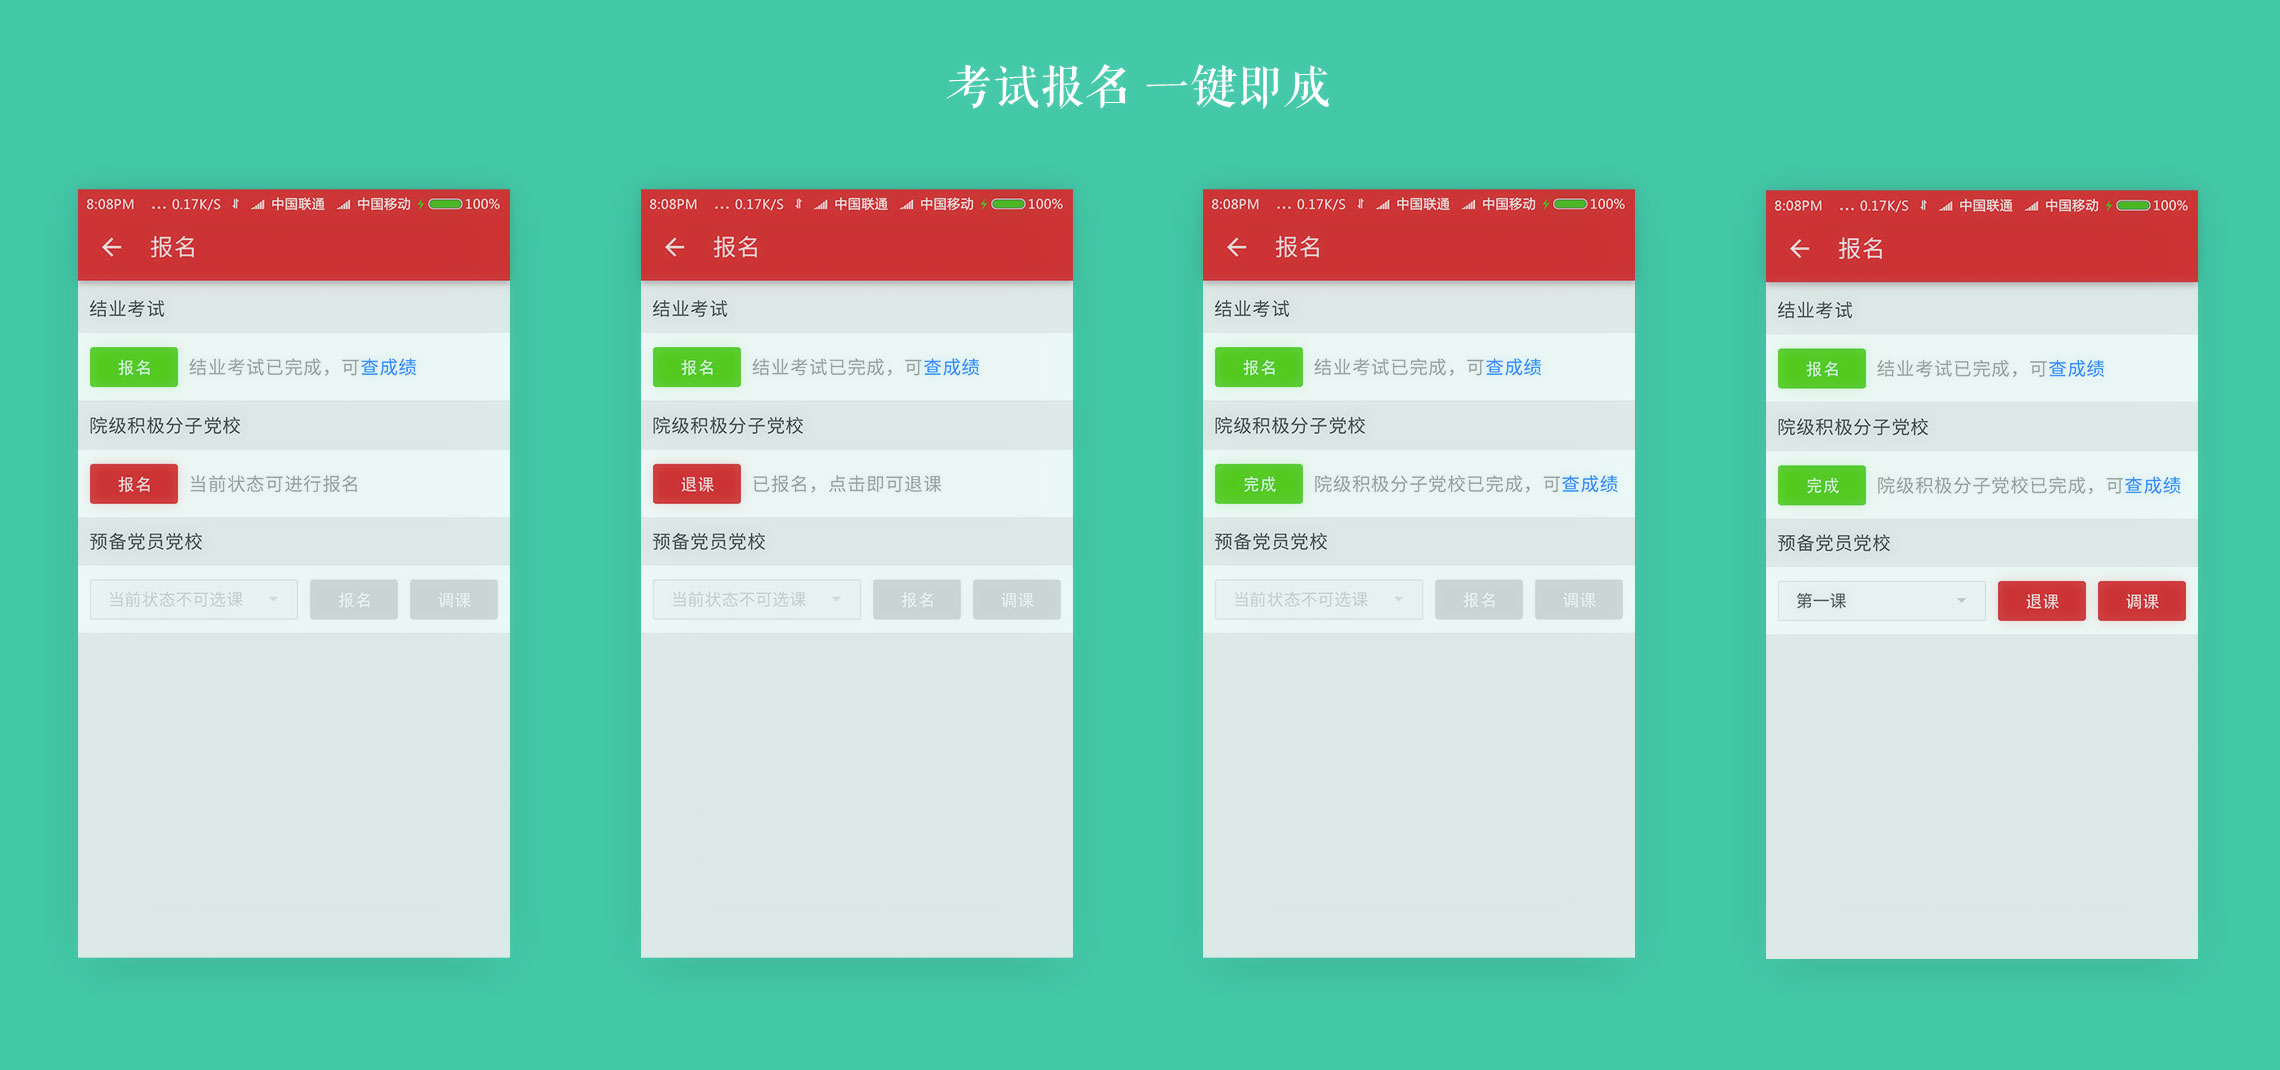 考试报名 一键即成
8:08PM ... 0.17K/S 中国联通 中国移动 100%
报名
结业考试
报名 结业考试已完成，可查成绩
院级积极分子党校
报名 当前状态可进行报名
预备党员党校
当前状态不可选课 报名 调课
8:08PM ... 0.17K/S 中国联通 中国移动 100%
报名
结业考试
报名 结业考试已完成，可查成绩
院级积极分子党校
退课 已报名，点击即可退课
预备党员党校
当前状态不可选课 报名 调课
8:08PM ... 0.17K/S 中国联通 中国移动 100%
报名
结业考试
报名 结业考试已完成，可查成绩
院级积极分子党校
完成 院级积极分子党校已完成，可查成绩
预备党员党校
当前状态不可选课 报名 调课
8:08PM ... 0.17K/S 中国联通 中国移动 100%
报名
结业考试
报名 结业考试已完成，可查成绩
院级积极分子党校
完成 院级积极分子党校已完成，可查成绩
预备党员党校
第一课 退课 调课